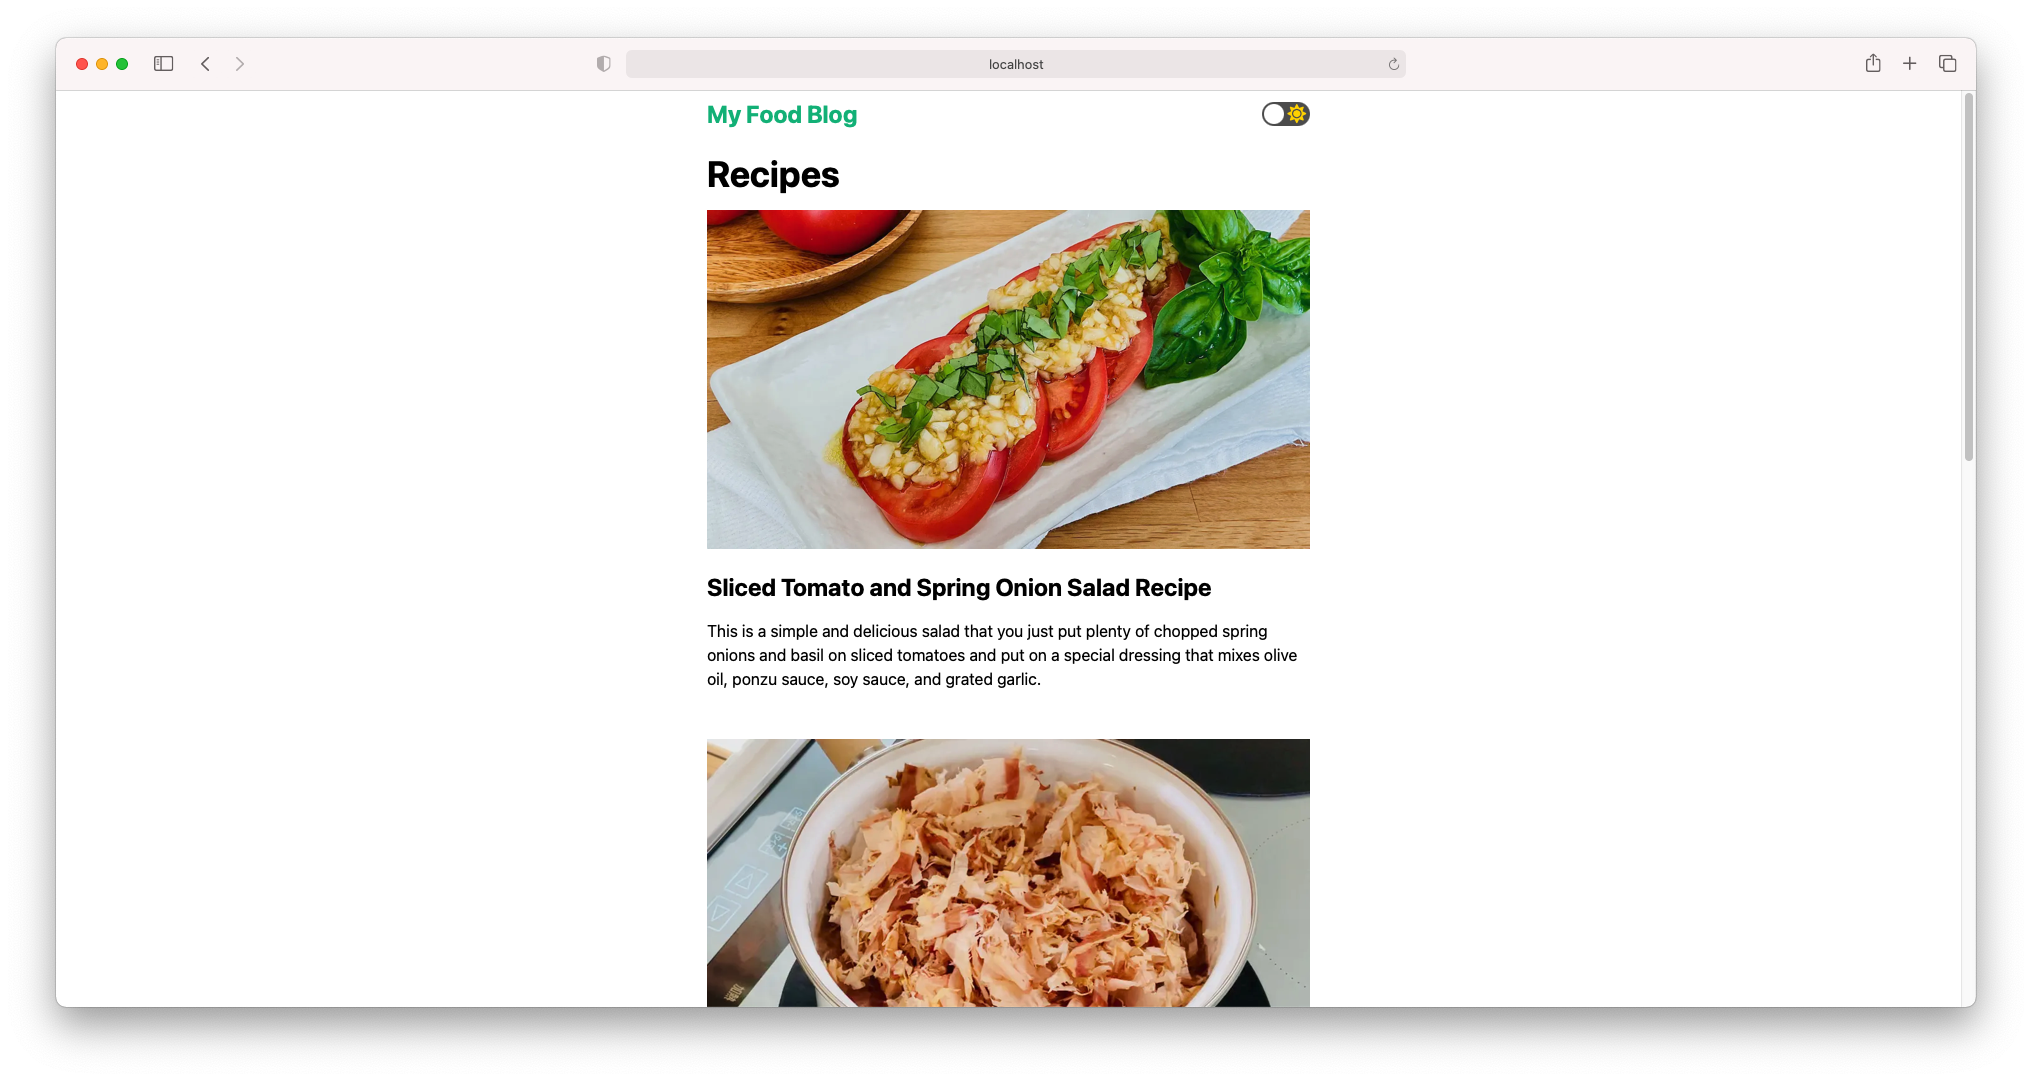 localhost
My Food Blog
Recipes
Sliced Tomato and Spring Onion Salad Recipe
This is a simple and delicious salad that you just put plenty of chopped spring
onions and basil on sliced tomatoes and put on a special dressing that mixes olive
oil, ponzu sauce, soy sauce, and grated garlic.